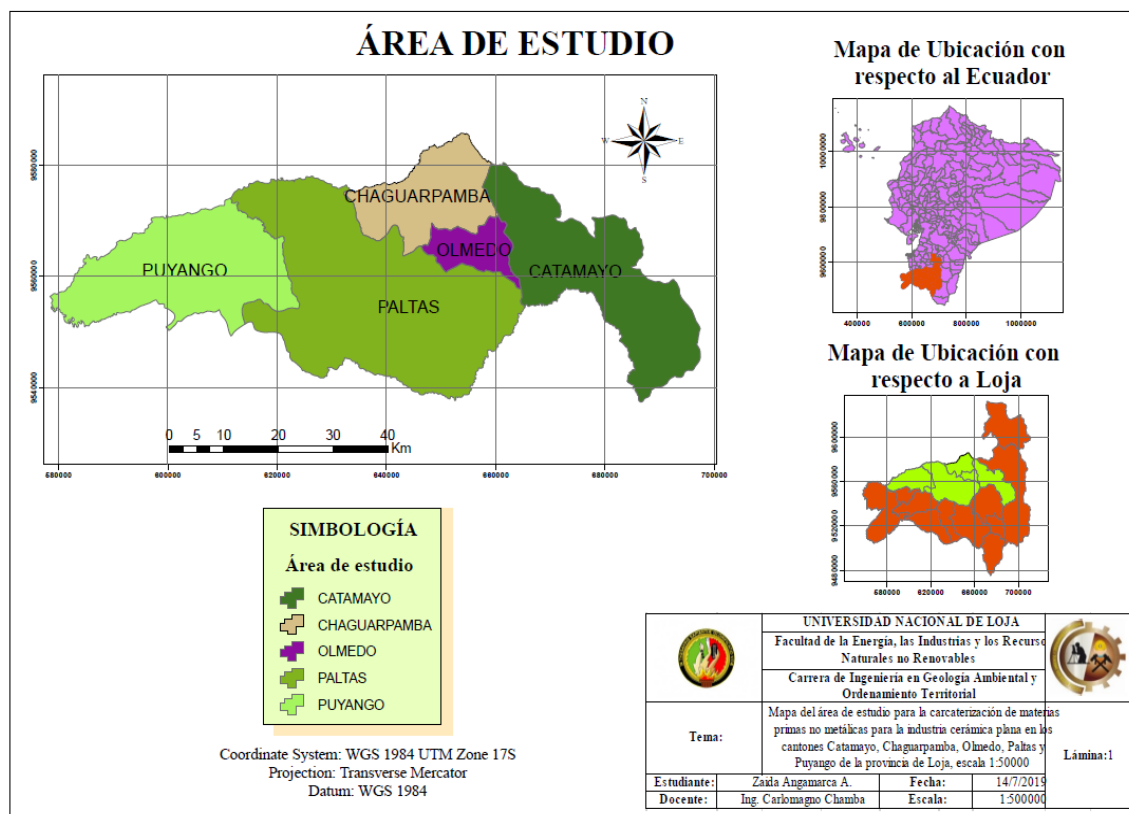 ÁREA DE ESTUDIO
N
W
E
S
CHAGUARPAMBA
OLMEDO
PUYANGO
CATAMAYO
PALTAS
0 5 10 20 30 40
Km
580000 600000 620000 640000 660000 680000 700000
9580000
9560000
9540000
Mapa de Ubicación con
respecto al Ecuador
400000 600000 800000 1000000
Mapa de Ubicación con
respecto a Loja
9600000
9560000
9520000
9480000
580000 620000 660000 700000
SIMBOLOGÍA
Área de estudio
CATAMAYO
CHAGUARPAMBA
OLMEDO
PALTAS
PUYANGO
Coordinate System: WGS 1984 UTM Zone 17S
Projection: Transverse Mercator
Datum: WGS 1984
UNIVERSIDAD NACIONAL DE LOJA
Facultad de la Energía, las Industrias y los Recurso
Naturales no Renovables
Carrera de Ingeniería en Geología Ambiental y
Ordenamiento Territorial
Tema:
Mapa del área de estudio para la carcaterización de materias
primas no metálicas para la industria cerámica plana en los
cantones Catamayo, Chaguarpamba, Olmedo, Paltas y
Puyango de la provincia de Loja, escala 1:50000
Lámina:1
Estudiante: Zaida Angamarca A. Fecha: 14/7/2019
Docente: Ing. Carlomagno Chamba Escala: 1:500000